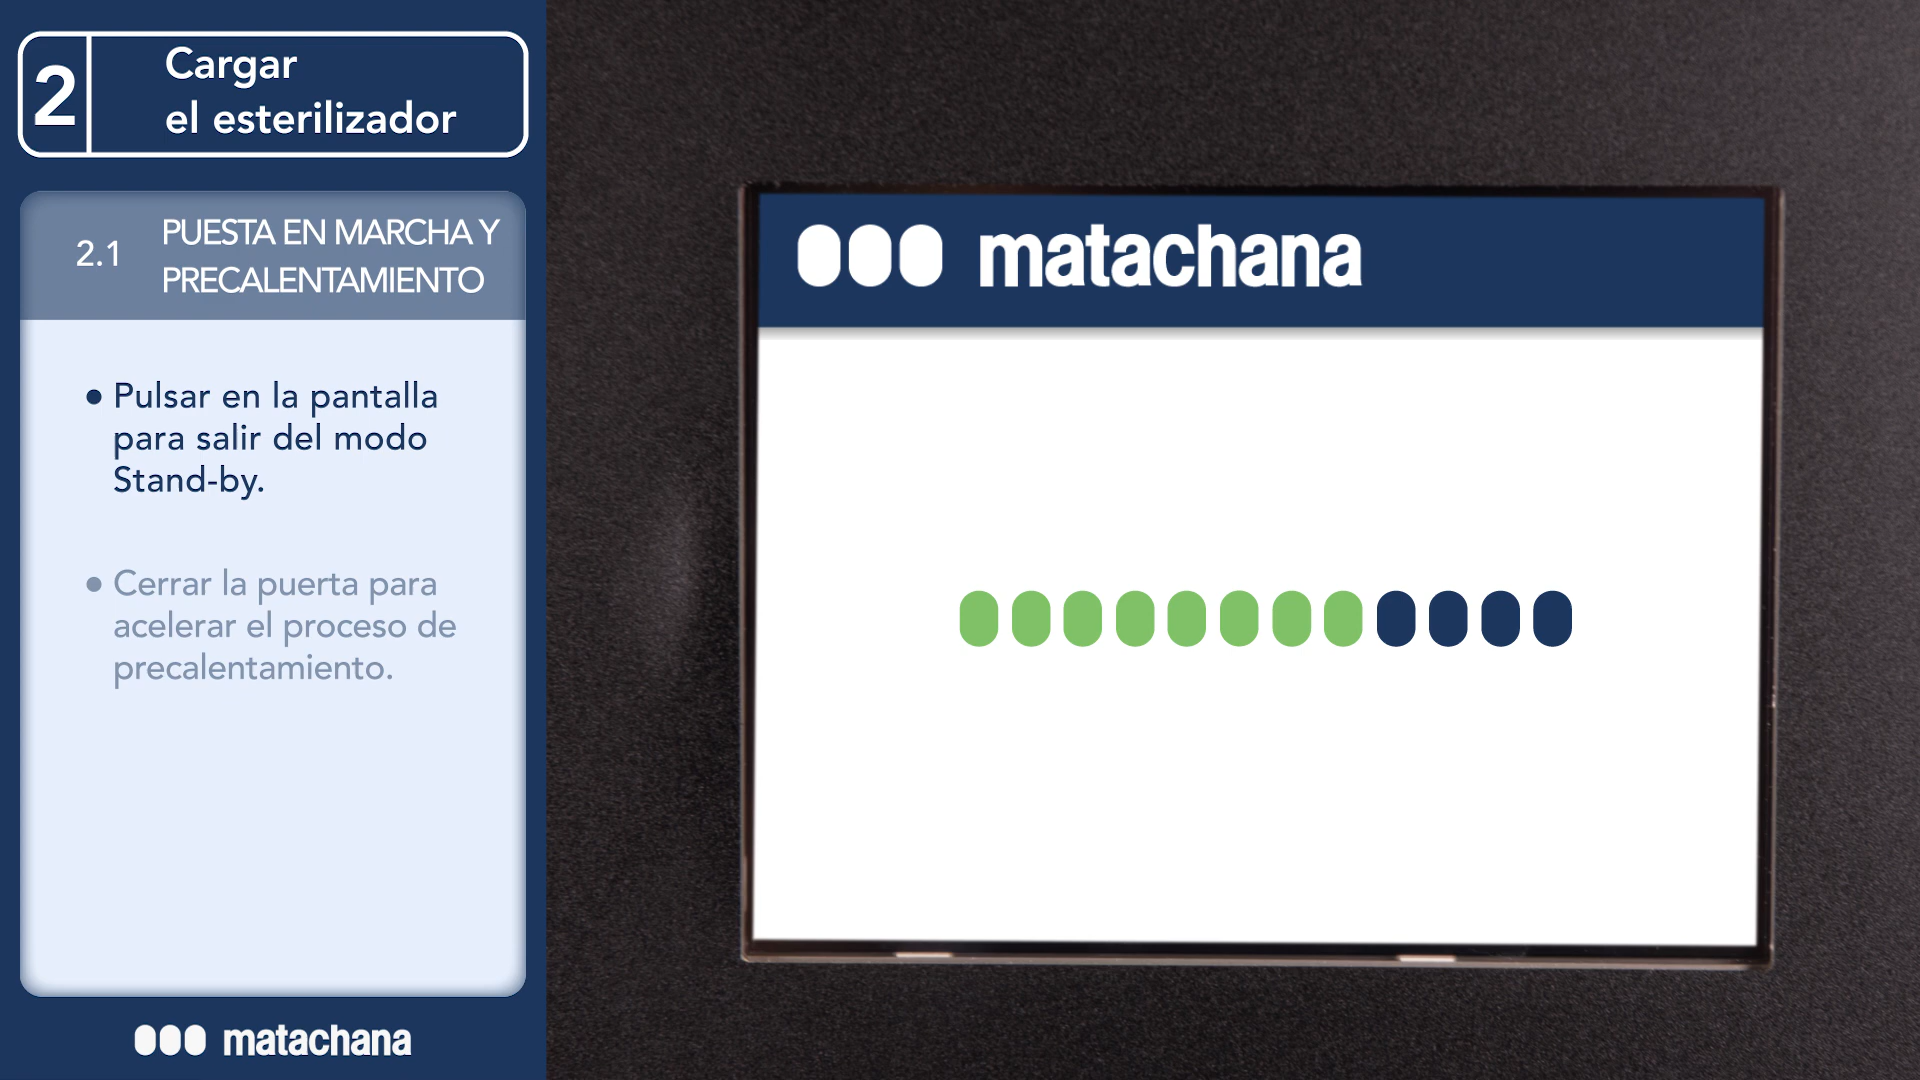 2
Cargar
el esterilizador
2.1
PUESTA EN MARCHA Y
PRECALENTAMIENTO
• Pulsar en la pantalla
para salir del modo
Stand-by.
• Cerrar la puerta para
acelerar el proceso de
precalentamiento.
matachana
matachana